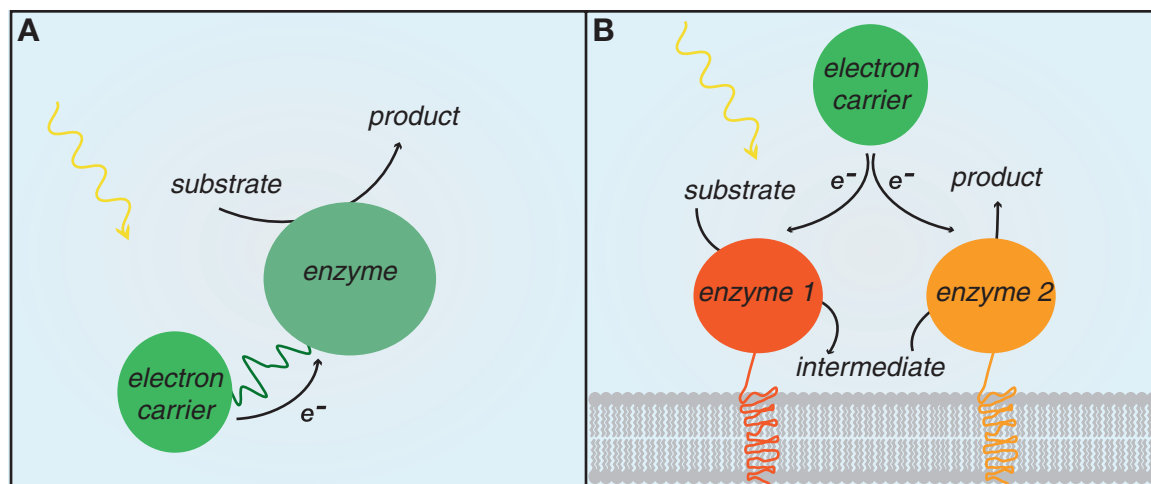 A
product
substrate
enzyme
electron
carrier
e-
B
electron
carrier
e- e-
substrate
product
enzyme 1
enzyme 2
intermediate